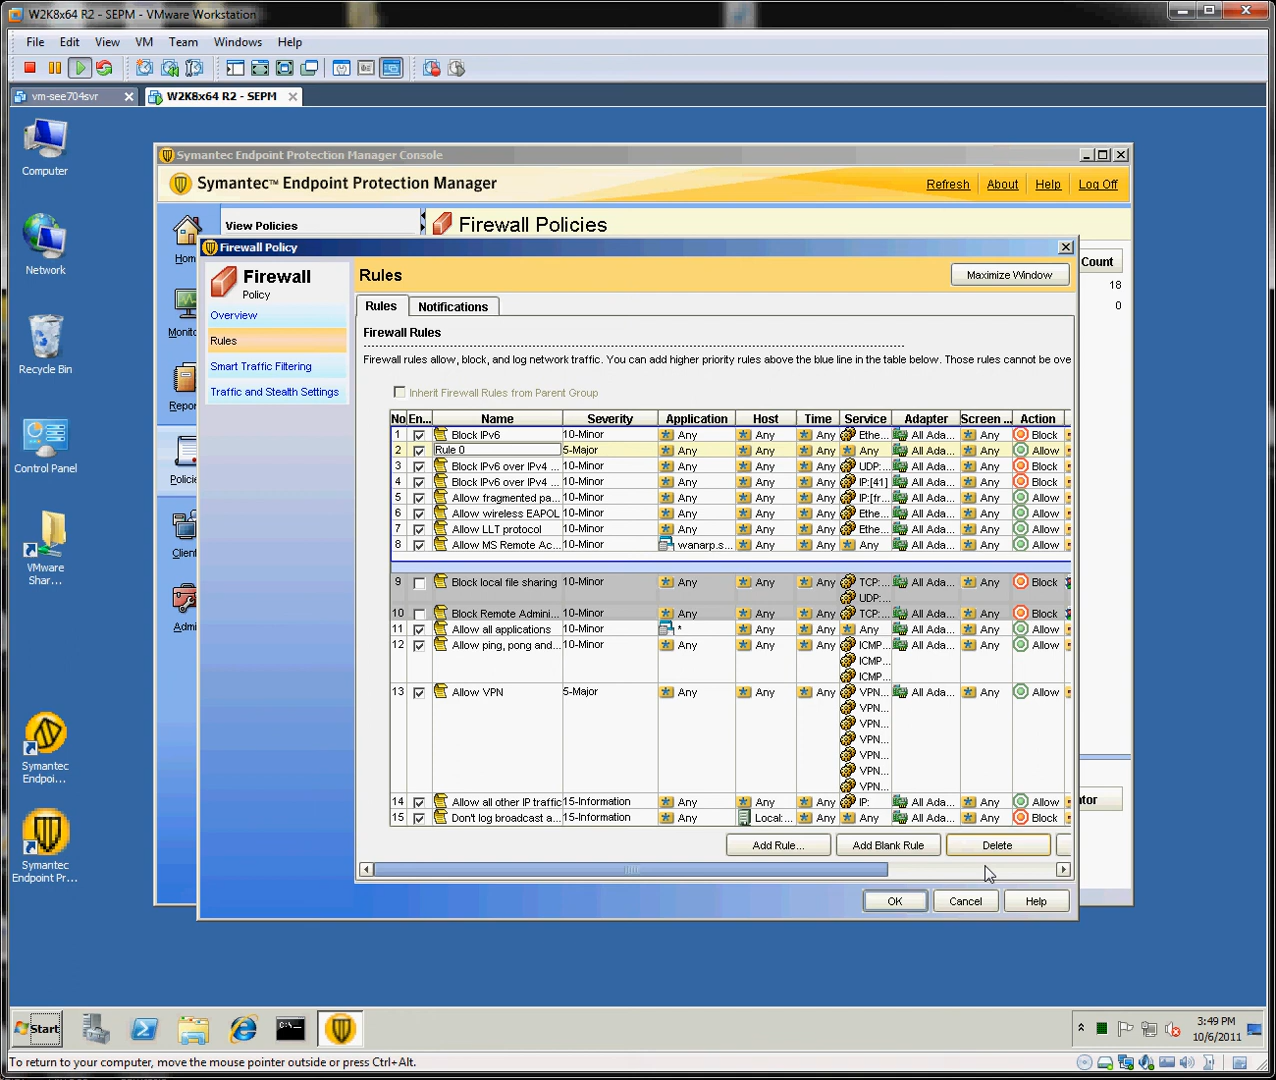 W2K8x64 R2 - SEPM - VMware Workstation
File Edit View VM Team Windows Help
vm-see704svr
W2K8x64 R2 - SEPM
Computer
Network
Recycle Bin
Control Panel
VMware
Shar...
Symantec
Endpoi...
Symantec
Endpoint Pr...
Symantec Endpoint Protection Manager Console
Symantec™ Endpoint Protection Manager
Refresh About Help Log Off
View Policies
Firewall Policies
Hom
Monito
Repor
Policie
Clien
Admi
Count
18
0
ator
Firewall Policy
Firewall
Policy
Overview
Rules
Smart Traffic Filtering
Traffic and Stealth Settings
Rules
Maximize Window
Rules Notifications
Firewall Rules
Firewall rules allow, block, and log network traffic. You can add higher priority rules above the blue line in the table below. Those rules cannot be ove
Inherit Firewall Rules from Parent Group
No En... Name Severity Application Host Time Service Adapter Screen ... Action
1 Block IPv6 10-Minor Any Any Any Ethe... All Ada... Any Block
2 Rule 0 5-Major Any Any Any Any All Ada... Any Allow
3 Block IPv6 over IPv4 ... 10-Minor Any Any Any UDP:... All Ada... Any Block
4 Block IPv6 over IPv4 ... 10-Minor Any Any Any IP:[41] All Ada... Any Block
5 Allow fragmented pa... 10-Minor Any Any Any IP:[fr... All Ada... Any Allow
6 Allow wireless EAPOL 10-Minor Any Any Any Ethe... All Ada... Any Allow
7 Allow LLT protocol 10-Minor Any Any Any Ethe... All Ada... Any Allow
8 Allow MS Remote Ac... 10-Minor wanarp.s... Any Any Any All Ada... Any Allow
9 Block local file sharing 10-Minor Any Any Any TCP:... All Ada... Any Block
UDP:...
10 Block Remote Admini... 10-Minor Any Any Any TCP:... All Ada... Any Block
11 Allow all applications 10-Minor * Any Any Any All Ada... Any Allow
12 Allow ping, pong and... 10-Minor Any Any Any ICMP... All Ada... Any Allow
ICMP...
ICMP...
13 Allow VPN 5-Major Any Any Any VPN... All Ada... Any Allow
VPN...
VPN...
VPN...
VPN...
VPN...
VPN...
14 Allow all other IP traffic 15-Information Any Any Any IP: All Ada... Any Allow
15 Don't log broadcast a... 15-Information Any Local:... Any Any All Ada... Any Block
Add Rule... Add Blank Rule Delete
OK Cancel Help
Start
3:49 PM
10/6/2011
To return to your computer, move the mouse pointer outside or press Ctrl+Alt.